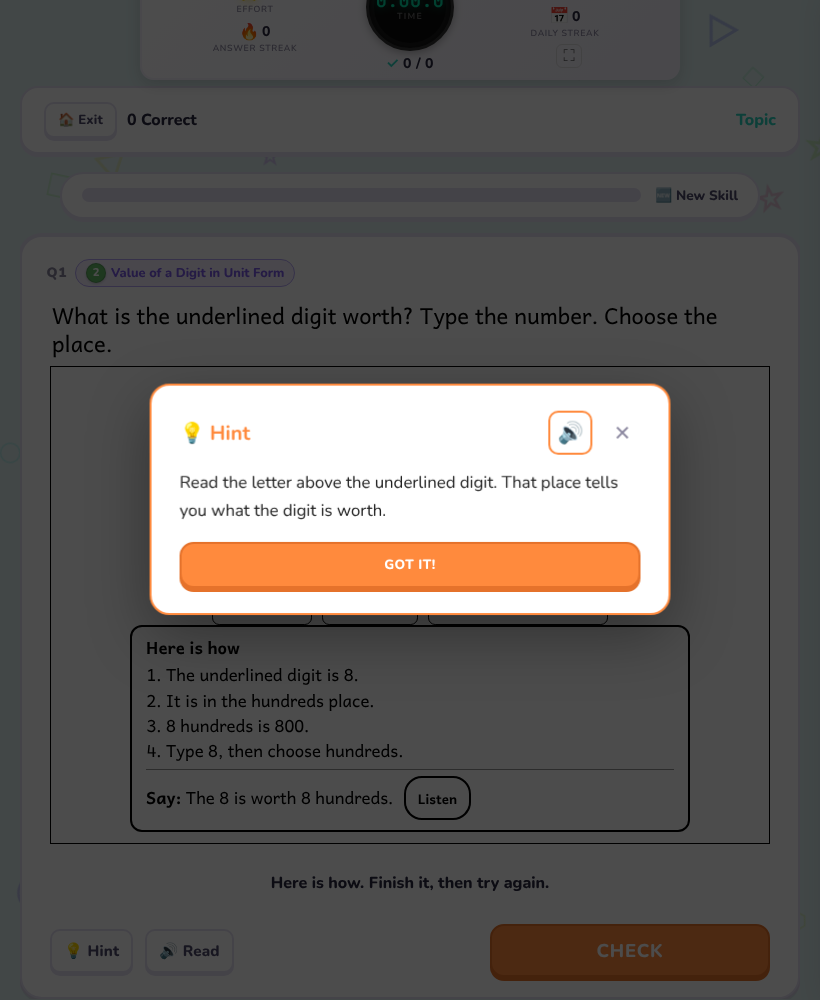 EFFORT
🔥 0
ANSWER STREAK
0:00.0
TIME
✓ 0 / 0
📅 0
DAILY STREAK
🏠 Exit
0 Correct
Topic
🆕 New Skill
Q1
2 Value of a Digit in Unit Form
What is the underlined digit worth? Type the number. Choose the
place.
💡 Hint
Read the letter above the underlined digit. That place tells
you what the digit is worth.
GOT IT!
Here is how
1. The underlined digit is 8.
2. It is in the hundreds place.
3. 8 hundreds is 800.
4. Type 8, then choose hundreds.
Say: The 8 is worth 8 hundreds.
Listen
Here is how. Finish it, then try again.
💡 Hint
🔊 Read
CHECK